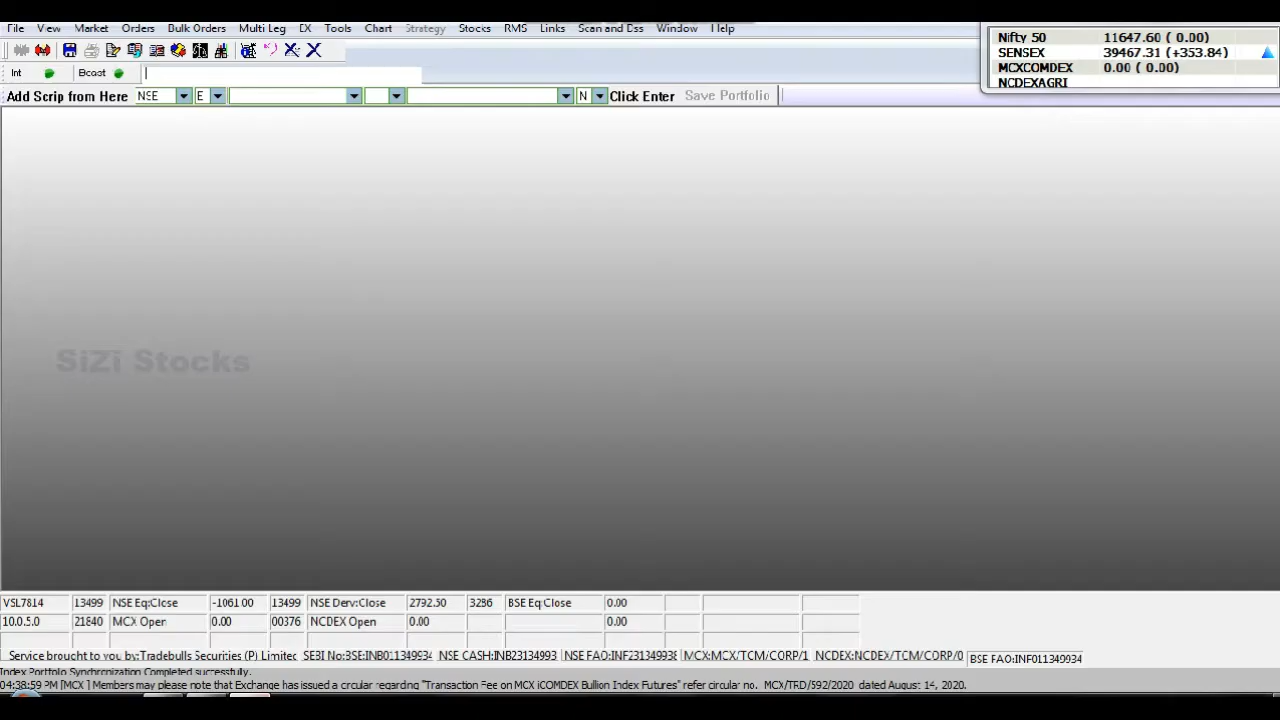 File View Market Orders Bulk Orders Multi Leg EX Tools Chart Strategy Stocks RMS Links Scan and Dss Window Help
Nifty 50 11647.60 ( 0.00)
SENSEX 39467.31 (+353.84)
MCXCOMDEX 0.00 ( 0.00)
NCDEXAGRI
Int Bcast
Add Scrip from Here NSE E N Click Enter Save Portfolio
SiZi Stocks
VSL7814 13499 NSE Eq:Close -1061.00 13499 NSE Derv:Close 2792.50 3286 BSE Eq:Close 0.00
10.0.5.0 21840 MCX Open 0.00 00376 NCDEX Open 0.00 0.00
Service brought to you by:Tradebulls Securities (P) Limitec SEBI No:BSE:INB011349934 NSE CASH:INB23134993 NSE FAO:INF231349938 MCX:MCX/TCM/CORP/1 NCDEX:NCDEX/TCM/CORP/0 BSE FAO:INF011349934
Index Portfolio Synchronization Completed successfully.
04:38:59 PM [MCX ] Members may please note that Exchange has issued a circular regarding "Transaction Fee on MCX iCOMDEX Bullion Index Futures" refer circular no. MCX/TRD/592/2020 dated August 14, 2020.